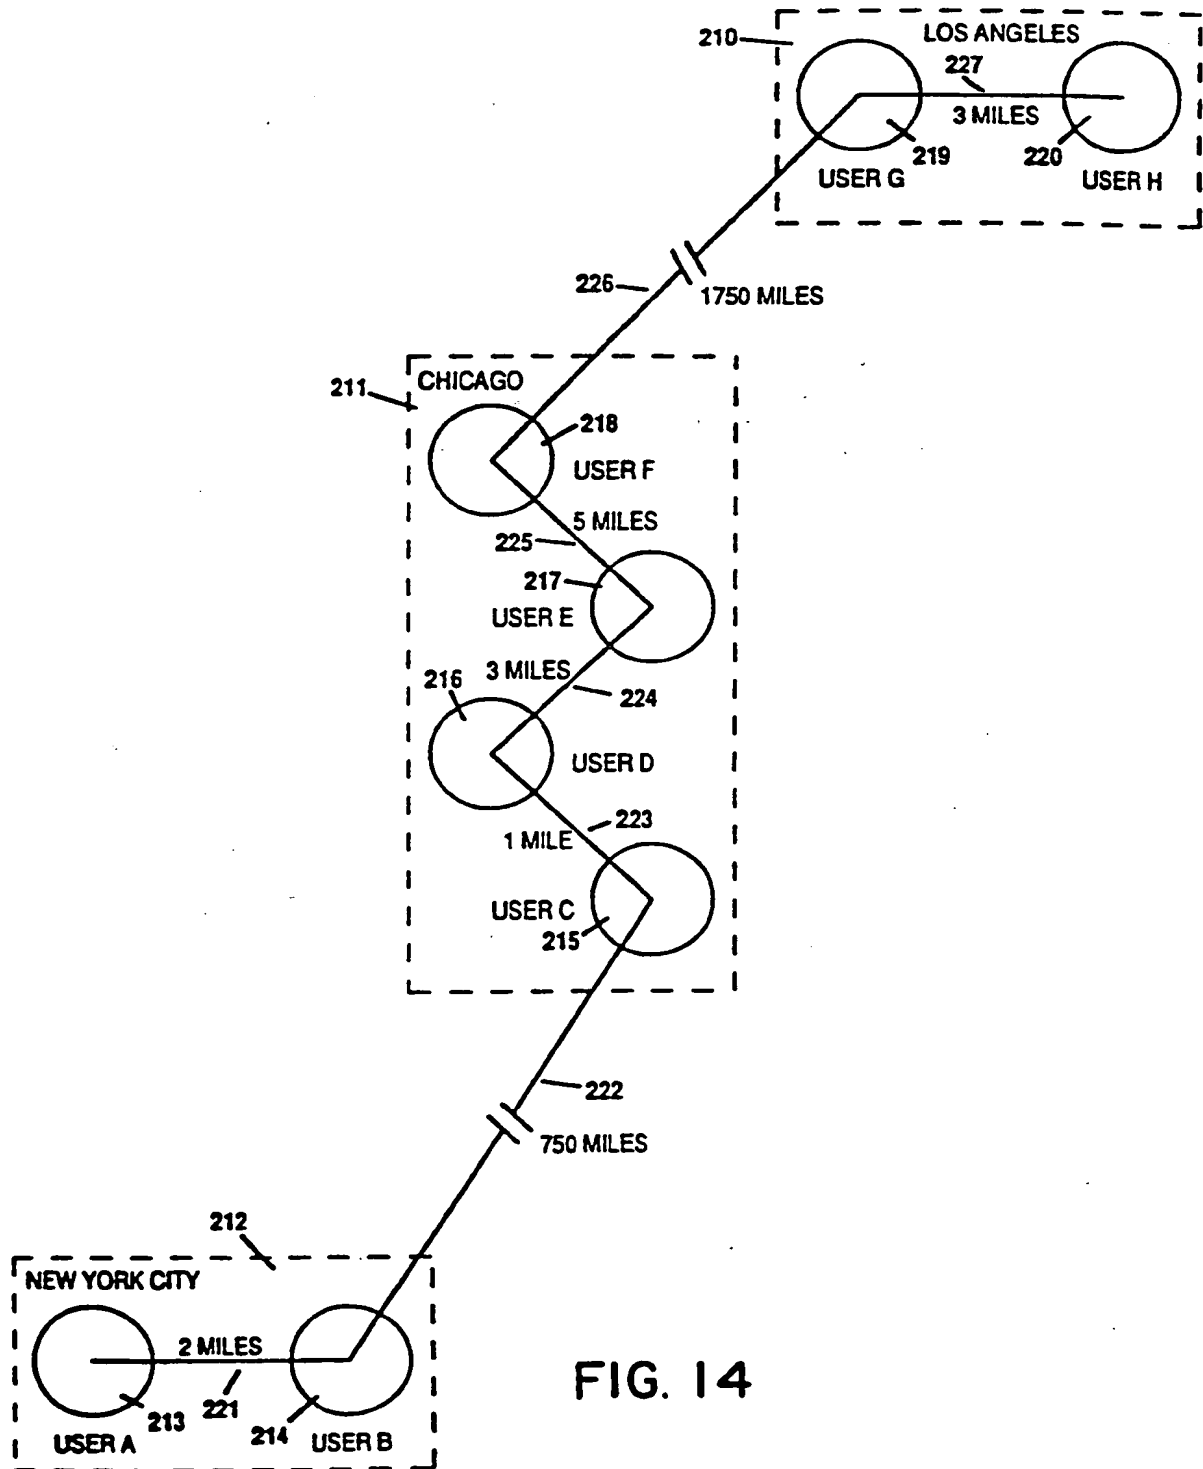 210
LOS ANGELES
227
3 MILES
219
220
USER G
USER H
226
1750 MILES
211
CHICAGO
218
USER F
5 MILES
225
217
USER E
3 MILES
216
224
USER D
223
1 MILE
USER C
215
222
750 MILES
212
NEW YORK CITY
2 MILES
221
213
214
USER A
USER B
FIG. 14